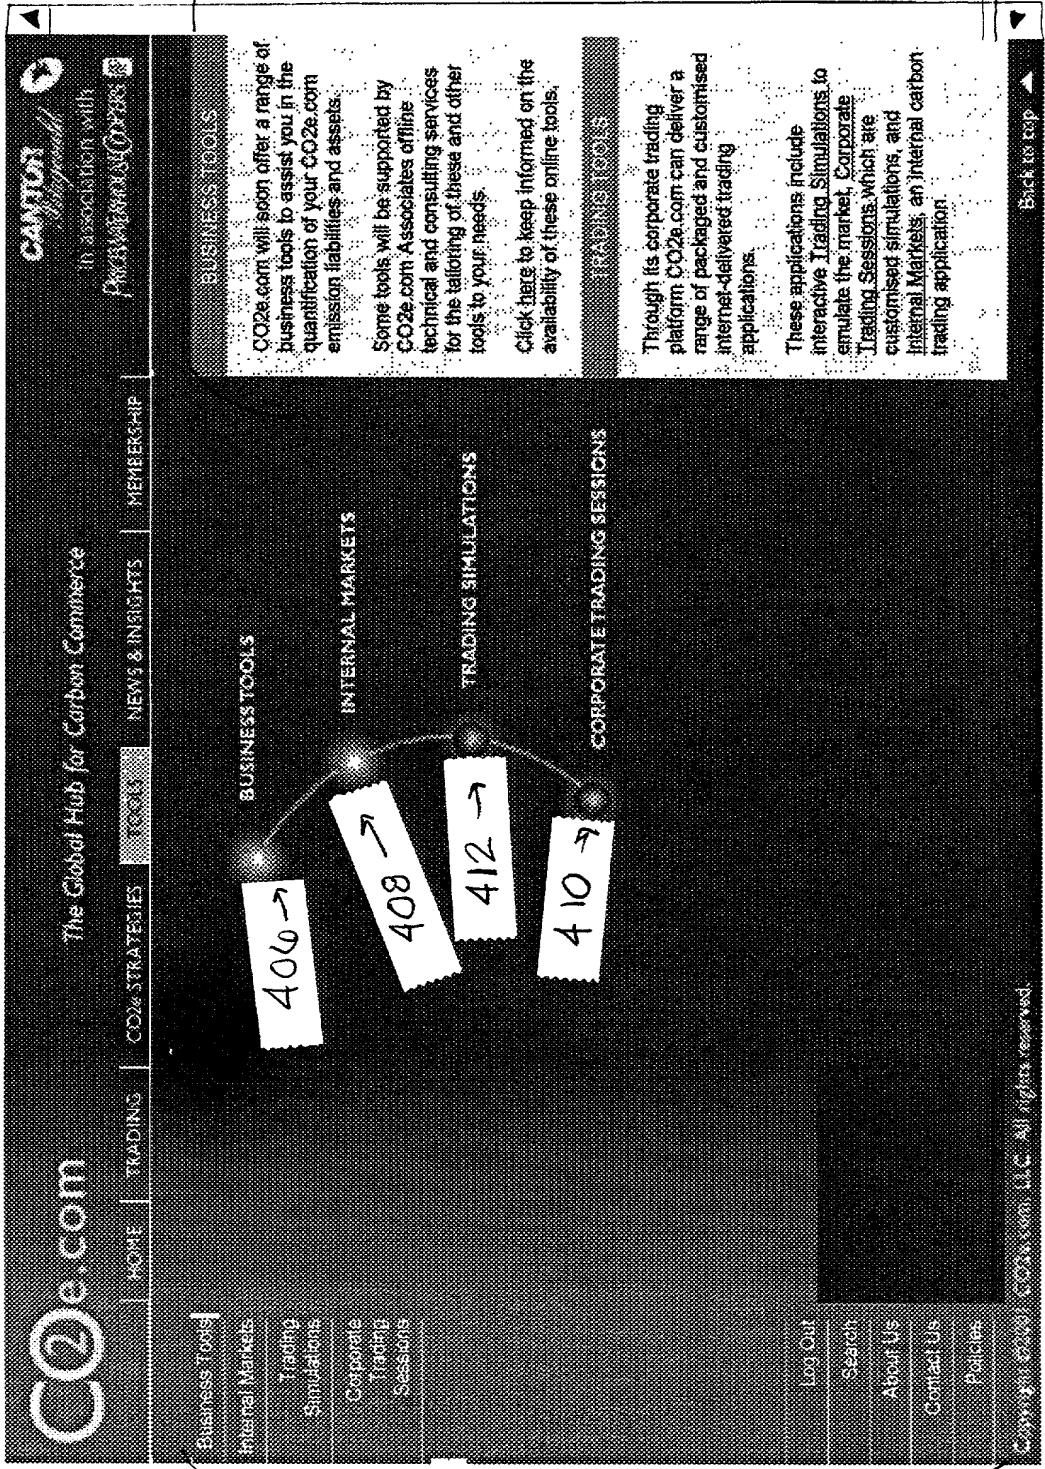 CO2e.com
The Global Hub for Carbon Commerce
CANTOR
Fitzgerald
in association with
PricewaterhouseCoopers
HOME
TRADING
CO2e STRATEGIES
TOOLS
NEWS & INSIGHTS
MEMBERSHIP
Business Tools
Internal Markets
Trading
Simulations
Corporate
Trading
Sessions
Log Out
Search
About Us
Contact Us
Policies
406 →
BUSINESS TOOLS
408 →
INTERNAL MARKETS
412 →
TRADING SIMULATIONS
410 →
CORPORATE TRADING SESSIONS
BUSINESS TOOLS
CO2e.com will soon offer a range of
business tools to assist you in the
quantification of your CO2e.com
emission liabilities and assets.
Some tools will be supported by
CO2e.com Associates offline
technical and consulting services
for the tailoring of these and other
tools to your needs.
Click here to keep informed on the
availability of these online tools.
TRADING TOOLS
Through its corporate trading
platform CO2e.com can deliver a
range of packaged and customised
internet-delivered trading
applications.
These applications include
interactive Trading Simulations to
emulate the market, Corporate
Trading Sessions which are
customised simulations, and
Internal Markets, an internal carbon
trading application.
Copyright CO2e.com, LLC. All rights reserved.
Back to top